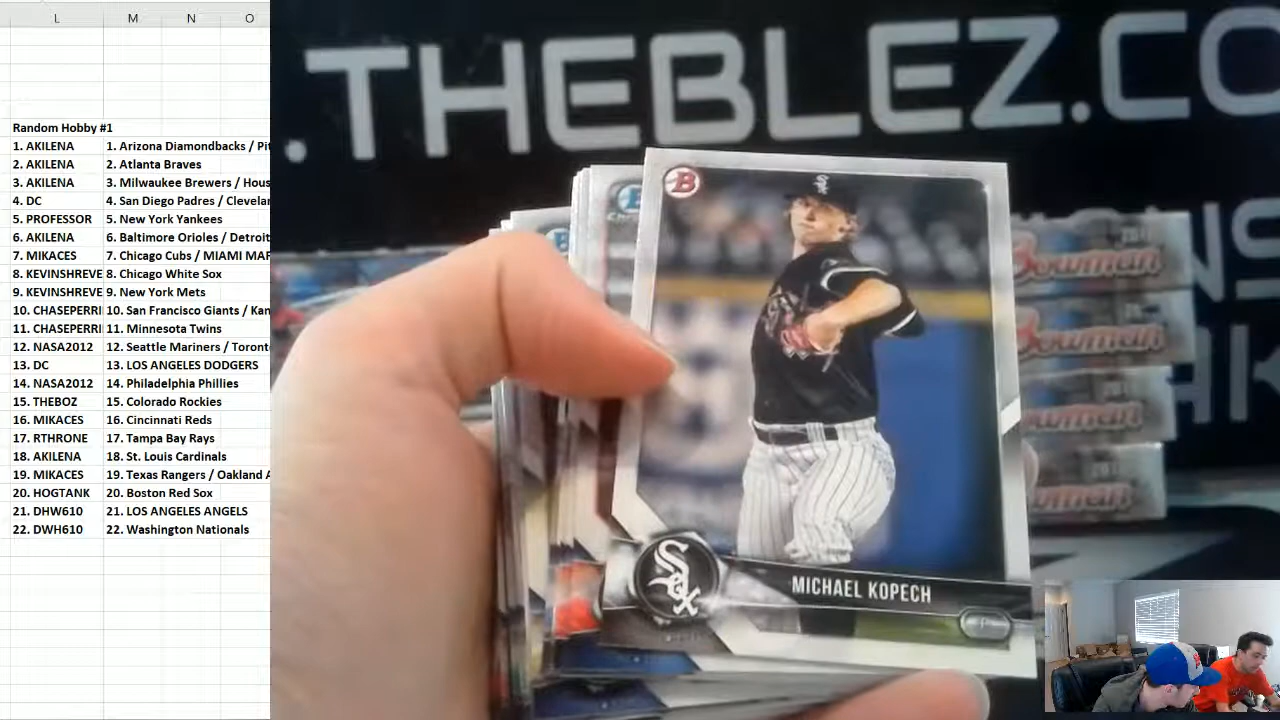 L M N O
Random Hobby #1
1. AKILENA 1. Arizona Diamondbacks / Pit
2. AKILENA 2. Atlanta Braves
3. AKILENA 3. Milwaukee Brewers / Hous
4. DC 4. San Diego Padres / Clevelar
5. PROFESSOR 5. New York Yankees
6. AKILENA 6. Baltimore Orioles / Detroit
7. MIKACES 7. Chicago Cubs / MIAMI MAR
8. KEVINSHREVE 8. Chicago White Sox
9. KEVINSHREVE 9. New York Mets
10. CHASEPERRI 10. San Francisco Giants / Kan
11. CHASEPERRI 11. Minnesota Twins
12. NASA2012 12. Seattle Mariners / Toront
13. DC 13. LOS ANGELES DODGERS
14. NASA2012 14. Philadelphia Phillies
15. THEBOZ 15. Colorado Rockies
16. MIKACES 16. Cincinnati Reds
17. RTHRONE 17. Tampa Bay Rays
18. AKILENA 18. St. Louis Cardinals
19. MIKACES 19. Texas Rangers / Oakland A
20. HOGTANK 20. Boston Red Sox
21. DHW610 21. LOS ANGELES ANGELS
22. DWH610 22. Washington Nationals
.THEBLEZ.CO
B
Bowman
Bowman
Bowman
Bowman
Sox
MICHAEL KOPECH
P